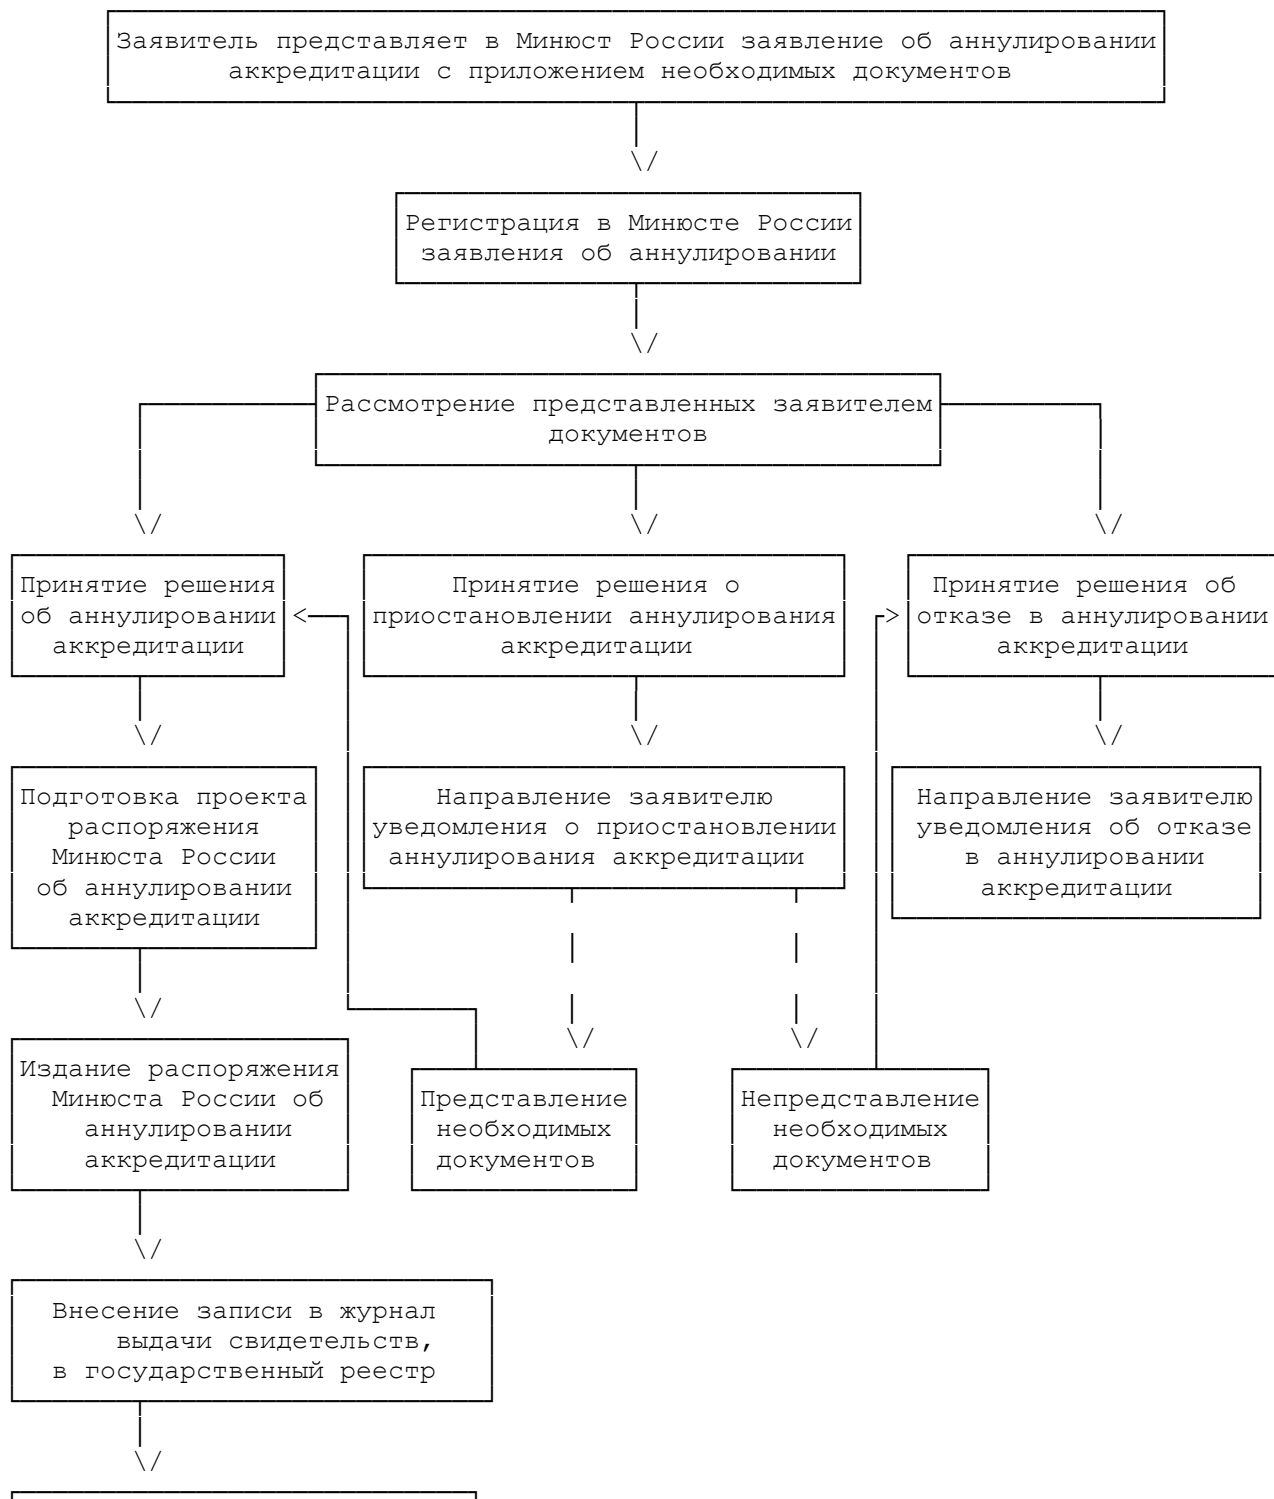 Заявитель представляет в Минюст России заявление об аннулировании
аккредитации с приложением необходимых документов
\/
Регистрация в Минюсте России
заявления об аннулировании
\/
Рассмотрение представленных заявителем
документов
\/ \/ \/
Принятие решения
об аннулировании
аккредитации
<
Принятие решения о
приостановлении аннулирования
аккредитации
>
Принятие решения об
отказе в аннулировании
аккредитации
\/ \/ \/
Подготовка проекта
распоряжения
Минюста России
об аннулировании
аккредитации
Направление заявителю
уведомления о приостановлении
аннулирования аккредитации
Направление заявителю
уведомления об отказе
в аннулировании
аккредитации
\/ \/ \/
Издание распоряжения
Минюста России об
аннулировании
аккредитации
Представление
необходимых
документов
Непредставление
необходимых
документов
\/
Внесение записи в журнал
выдачи свидетельств,
в государственный реестр
\/